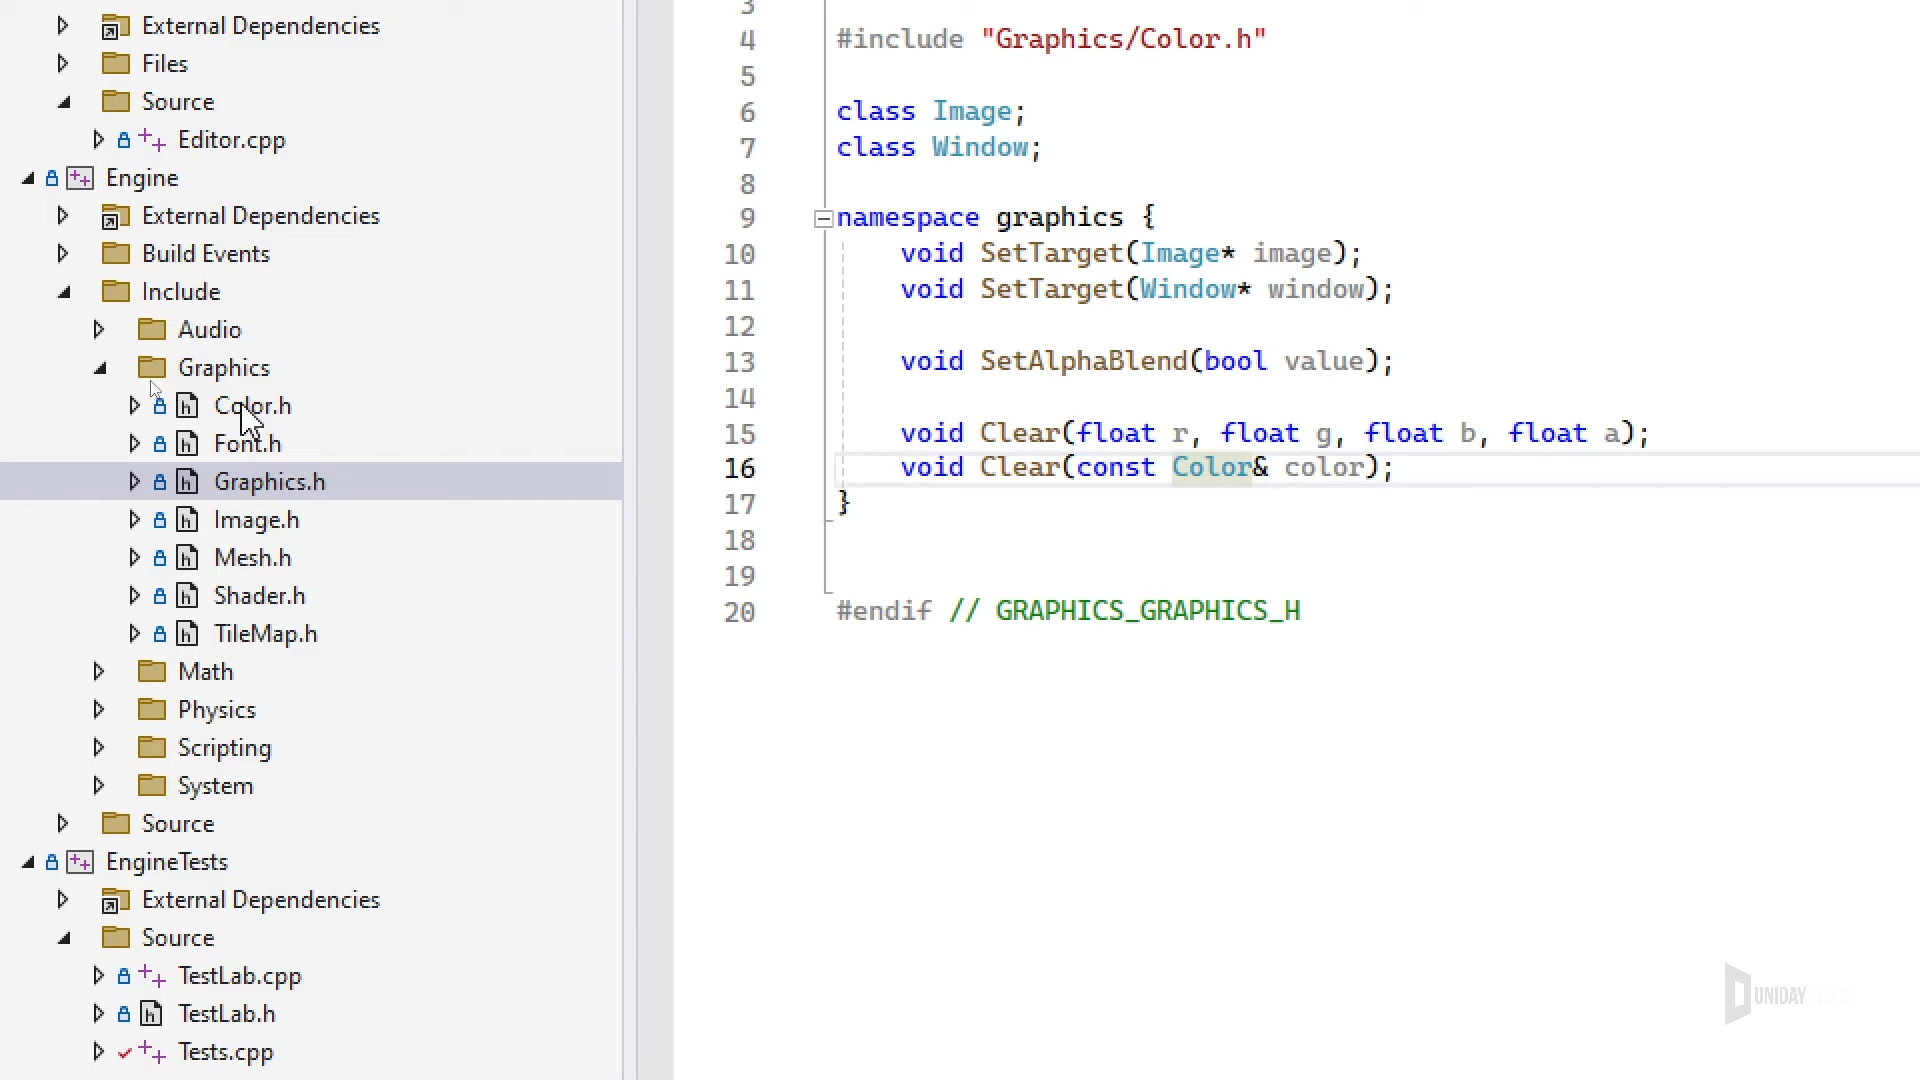 External Dependencies
Files
Source
Editor.cpp
Engine
External Dependencies
Build Events
Include
Audio
Graphics
Color.h
Font.h
Graphics.h
Image.h
Mesh.h
Shader.h
TileMap.h
Math
Physics
Scripting
System
Source
EngineTests
External Dependencies
Source
TestLab.cpp
TestLab.h
Tests.cpp
3
4 #include "Graphics/Color.h"
5
6 class Image;
7 class Window;
8
9 namespace graphics {
10 void SetTarget(Image* image);
11 void SetTarget(Window* window);
12
13 void SetAlphaBlend(bool value);
14
15 void Clear(float r, float g, float b, float a);
16 void Clear(const Color& color);
17 }
18
19
20 #endif // GRAPHICS_GRAPHICS_H
UNIDAY